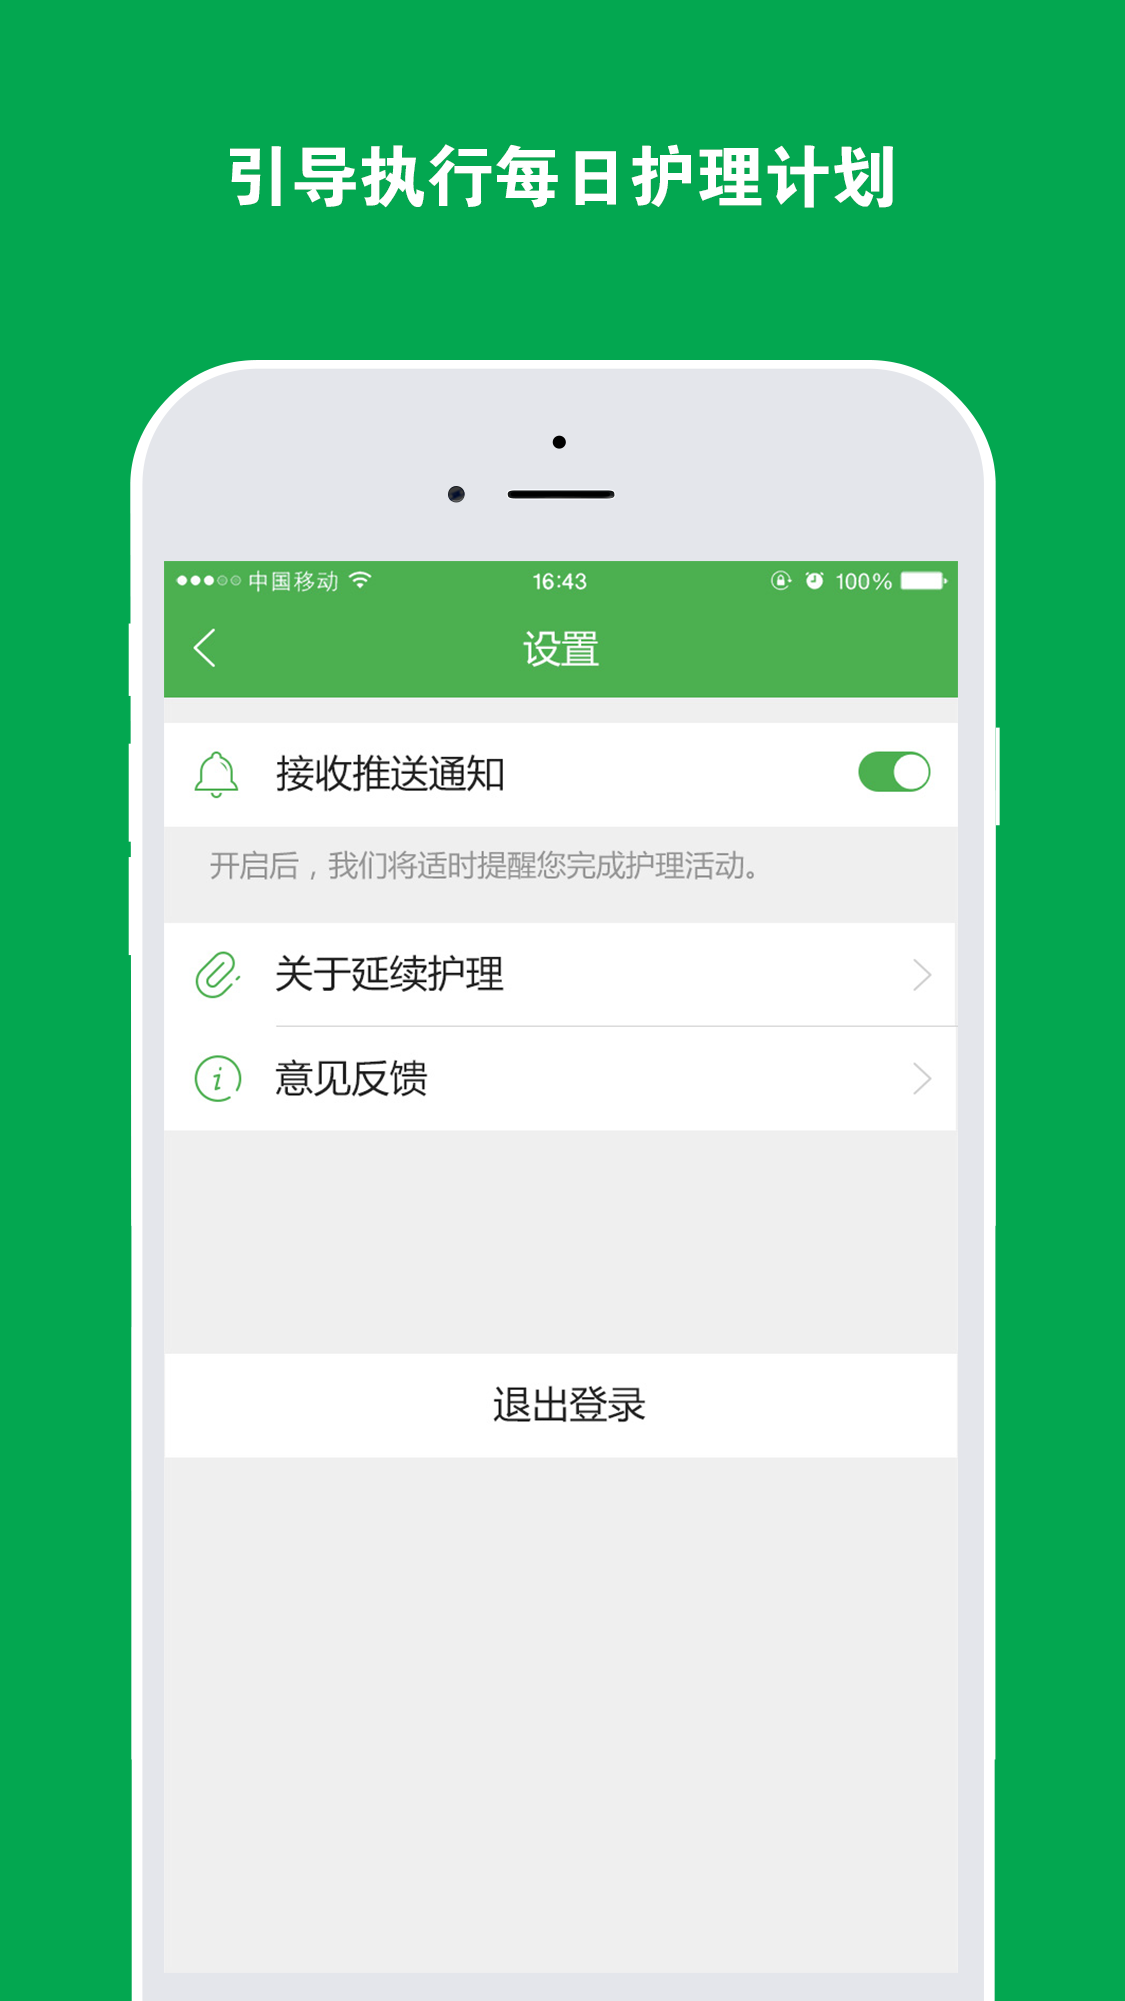 引导执行每日护理计划
中国移动 16:43 100%
设置
接收推送通知
开启后，我们将适时提醒您完成护理活动。
关于延续护理
意见反馈
退出登录